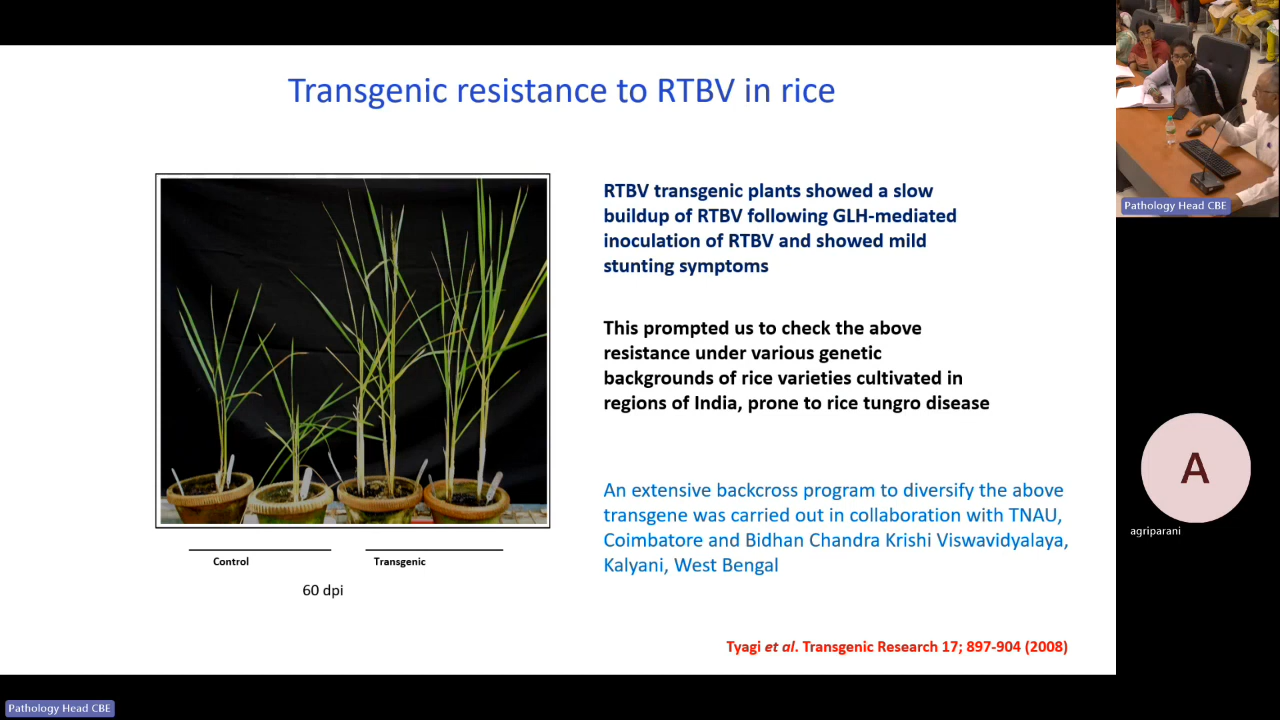 Transgenic resistance to RTBV in rice
RTBV transgenic plants showed a slow
buildup of RTBV following GLH-mediated
inoculation of RTBV and showed mild
stunting symptoms
This prompted us to check the above
resistance under various genetic
backgrounds of rice varieties cultivated in
regions of India, prone to rice tungro disease
An extensive backcross program to diversify the above
transgene was carried out in collaboration with TNAU,
Coimbatore and Bidhan Chandra Krishi Viswavidyalaya,
Kalyani, West Bengal
Control
Transgenic
60 dpi
Tyagi et al. Transgenic Research 17; 897-904 (2008)
Pathology Head CBE
A
agriparani
Pathology Head CBE